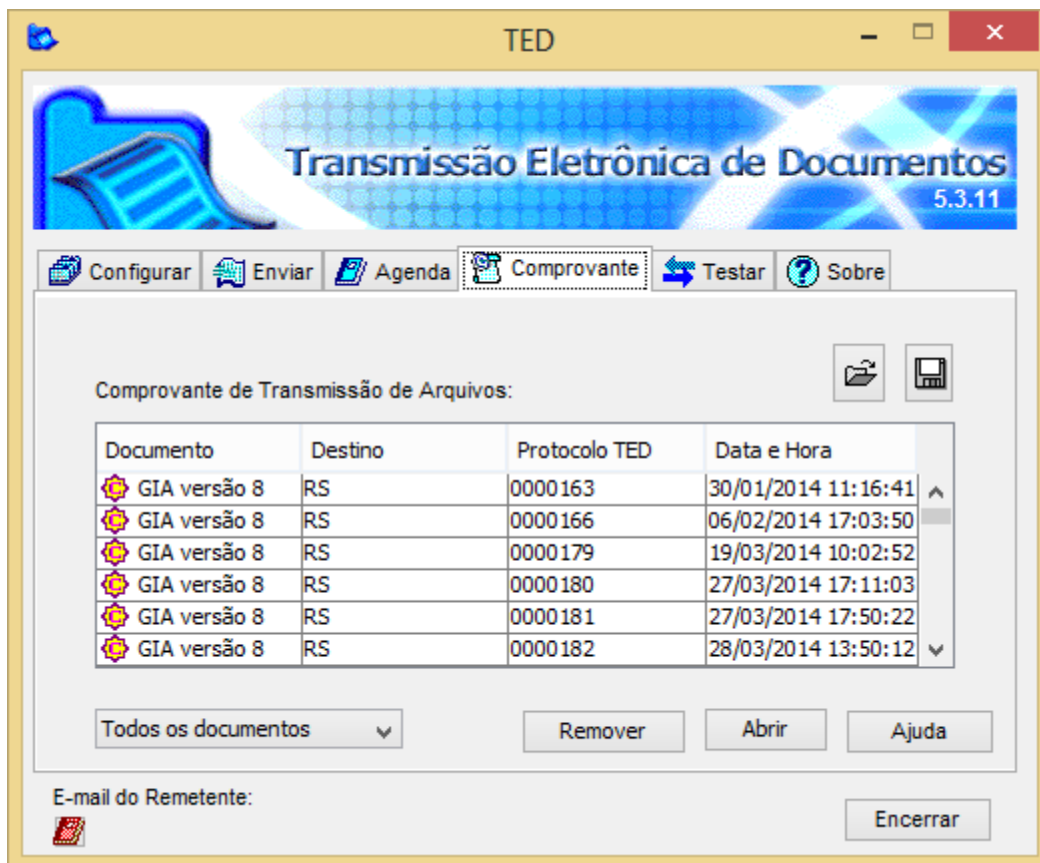 TED
Transmissão Eletrônica de Documentos
5.3.11
Configurar Enviar Agenda Comprovante Testar Sobre
Comprovante de Transmissão de Arquivos:
Documento Destino Protocolo TED Data e Hora
GIA versão 8 RS 0000163 30/01/2014 11:16:41
GIA versão 8 RS 0000166 06/02/2014 17:03:50
GIA versão 8 RS 0000179 19/03/2014 10:02:52
GIA versão 8 RS 0000180 27/03/2014 17:11:03
GIA versão 8 RS 0000181 27/03/2014 17:50:22
GIA versão 8 RS 0000182 28/03/2014 13:50:12
Todos os documentos Remover Abrir Ajuda
E-mail do Remetente:
Encerrar